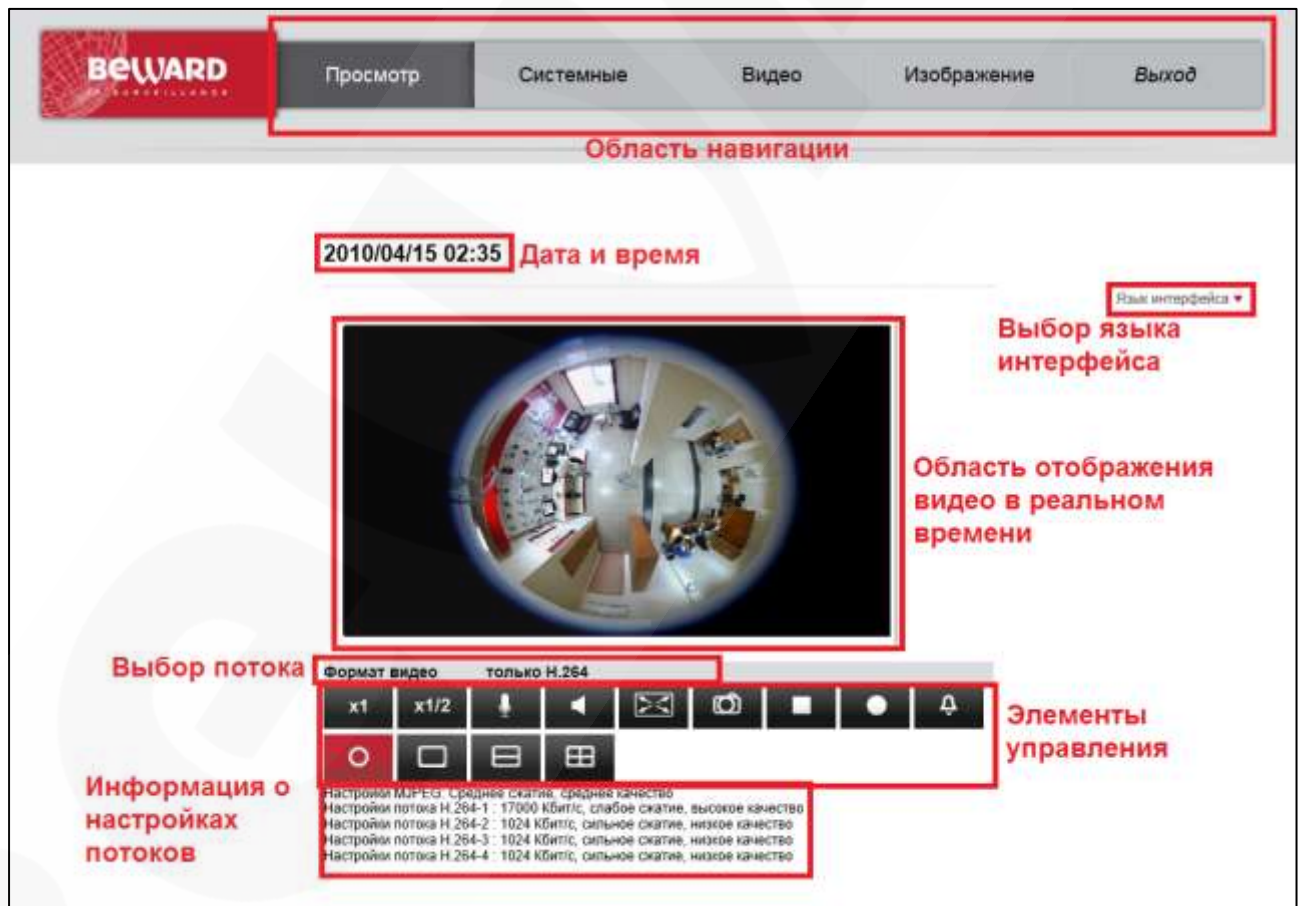 BEWARD
Просмотр Системные Видео Изображение Выход
Область навигации
2010/04/15 02:35 Дата и время
Язык интерфейса
Выбор языка
интерфейса
Область отображения
видео в реальном
времени
Выбор потока Формат видео только H.264
x1 x1/2
Элементы
управления
Информация о
настройках
потоков
Настройки MJPEG: Среднее сжатие, среднее качество
Настройки потока H.264-1 : 17000 Кбит/с, слабое сжатие, высокое качество
Настройки потока H.264-2 : 1024 Кбит/с, сильное сжатие, низкое качество
Настройки потока H.264-3 : 1024 Кбит/с, сильное сжатие, низкое качество
Настройки потока H.264-4 : 1024 Кбит/с, сильное сжатие, низкое качество